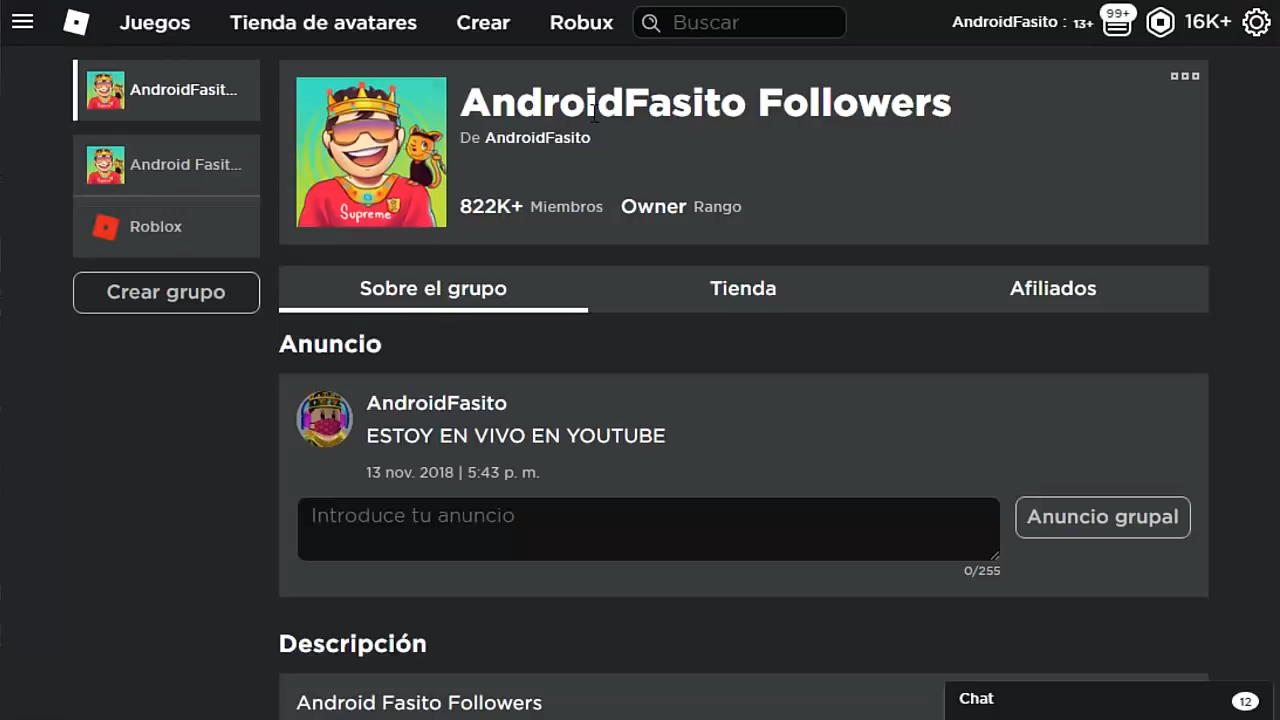 Juegos Tienda de avatares Crear Robux Buscar AndroidFasito : 13+ 99+ 16K+
AndroidFasit...
Android Fasit...
Roblox
Crear grupo
AndroidFasito Followers
De AndroidFasito
822K+ Miembros Owner Rango
Supreme
Sobre el grupo Tienda Afiliados
Anuncio
AndroidFasito
ESTOY EN VIVO EN YOUTUBE
13 nov. 2018 | 5:43 p. m.
Introduce tu anuncio
Anuncio grupal
0/255
Descripción
Android Fasito Followers
Chat 12